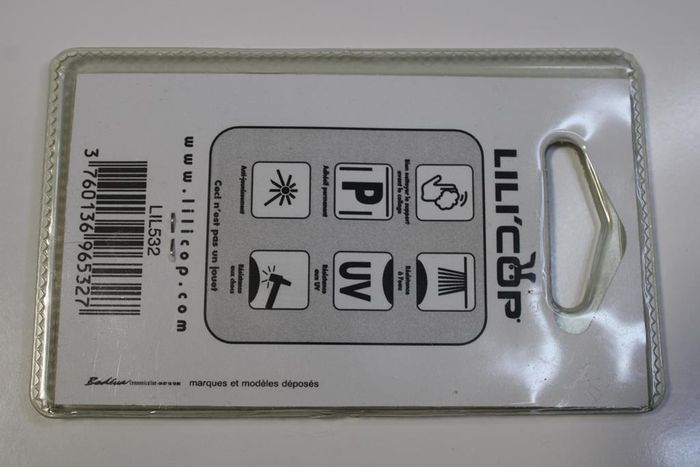 LILI'COP®
Bien nettoyer le support
avant le collage
Résistance
à l'eau
P
Adhésif permanent
UV
Résistance
aux UV
Anti-jaunissement
Résistance
aux chocs
Ceci n'est pas un jouet
www.lilicop.com
LIL532
3760136965327
marques et modèles déposés